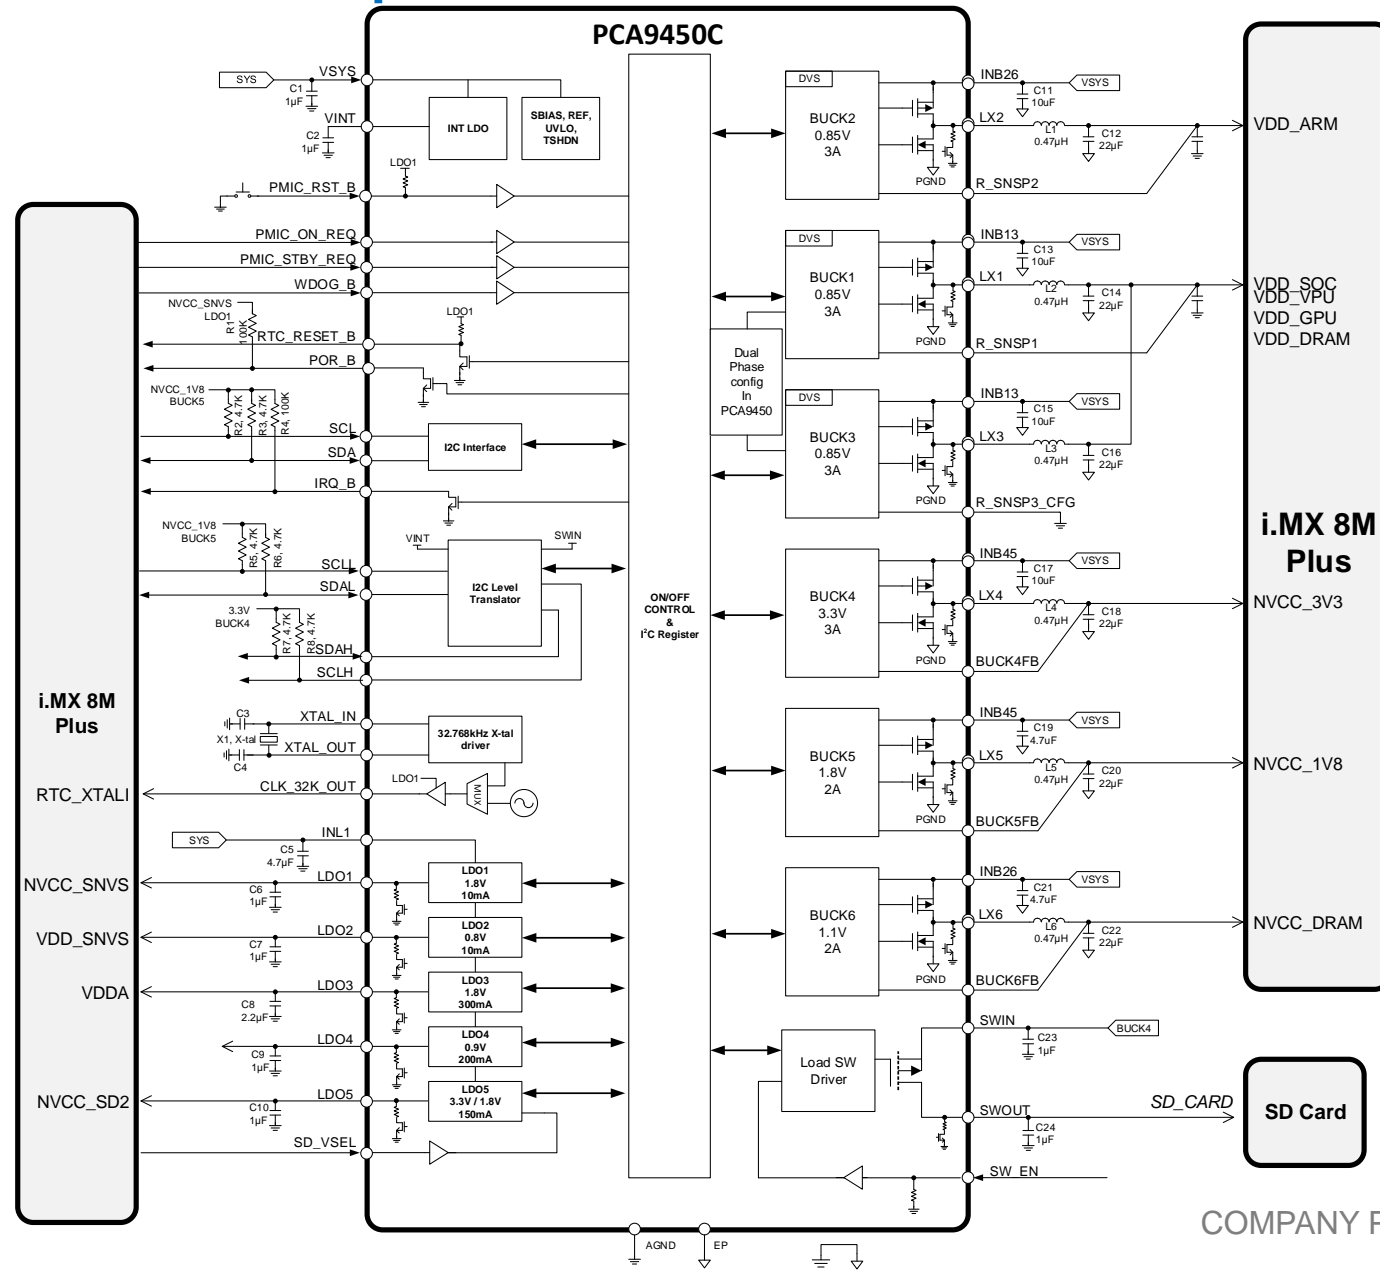 PCA9450C
SYS
C1
1µF
VSYS
VINT
C2
1µF
INT LDO
SBIAS, REF,
UVLO,
TSHDN
LDO1
PMIC_RST_B
PMIC_ON_REQ
PMIC_STBY_REQ
WDOG_B
NVCC_SNVS
LDO1
R1
100K
LDO1
RTC_RESET_B
POR_B
NVCC_1V8
BUCK5
R2, 4.7K
R3, 4.7K
R4, 100K
SCL
SDA
I2C Interface
IRQ_B
NVCC_1V8
BUCK5
R5, 4.7K
R6, 4.7K
VINT
SWIN
SCLL
SDAL
I2C Level
Translator
3.3V
BUCK4
R7, 4.7K
R8, 4.7K
SDAH
SCLH
i.MX 8M
Plus
C3
X1, X-tal
C4
XTAL_IN
XTAL_OUT
32.768kHz X-tal
driver
RTC_XTALI
CLK_32K_OUT
LDO1
MUX
SYS
INL1
C5
4.7µF
NVCC_SNVS
C6
1µF
LDO1
LDO1
1.8V
10mA
VDD_SNVS
C7
1µF
LDO2
LDO2
0.8V
10mA
VDDA
C8
2.2µF
LDO3
LDO3
1.8V
300mA
C9
1µF
LDO4
LDO4
0.9V
200mA
NVCC_SD2
C10
1µF
LDO5
LDO5
3.3V / 1.8V
150mA
SD_VSEL
ON/OFF
CONTROL
&
I²C Register
Dual
Phase
config
In
PCA9450
DVS
BUCK2
0.85V
3A
PGND
INB26
VSYS
C11
10uF
LX2
L1
0.47µH
C12
22µF
R_SNSP2
VDD_ARM
DVS
BUCK1
0.85V
3A
PGND
INB13
VSYS
C13
10uF
LX1
L2
0.47µH
C14
22µF
R_SNSP1
VDD_SOC
VDD_VPU
VDD_GPU
VDD_DRAM
DVS
BUCK3
0.85V
3A
PGND
INB13
VSYS
C15
10uF
LX3
L3
0.47µH
C16
22µF
R_SNSP3_CFG
i.MX 8M
Plus
BUCK4
3.3V
3A
PGND
INB45
VSYS
C17
10uF
LX4
L4
0.47µH
C18
22µF
BUCK4FB
NVCC_3V3
BUCK5
1.8V
2A
PGND
INB45
VSYS
C19
4.7uF
LX5
L5
0.47µH
C20
22µF
BUCK5FB
NVCC_1V8
BUCK6
1.1V
2A
PGND
INB26
VSYS
C21
4.7uF
LX6
L6
0.47µH
C22
22µF
BUCK6FB
NVCC_DRAM
Load SW
Driver
SWIN
BUCK4
C23
1µF
SWOUT
C24
1µF
SD_CARD
SD Card
SW_EN
AGND
EP
COMPANY P